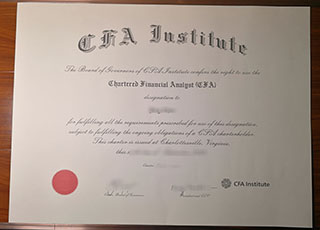 CFA Institute
The Board of Governors of CFA Institute confers the right to use the
Chartered Financial Analyst (CFA)
designation to
for fulfilling all the requirements prescribed for use of this designation,
subject to fulfilling the ongoing obligations of a CFA charterholder.
This charter is issued at Charlottesville, Virginia,
this
CFA Institute